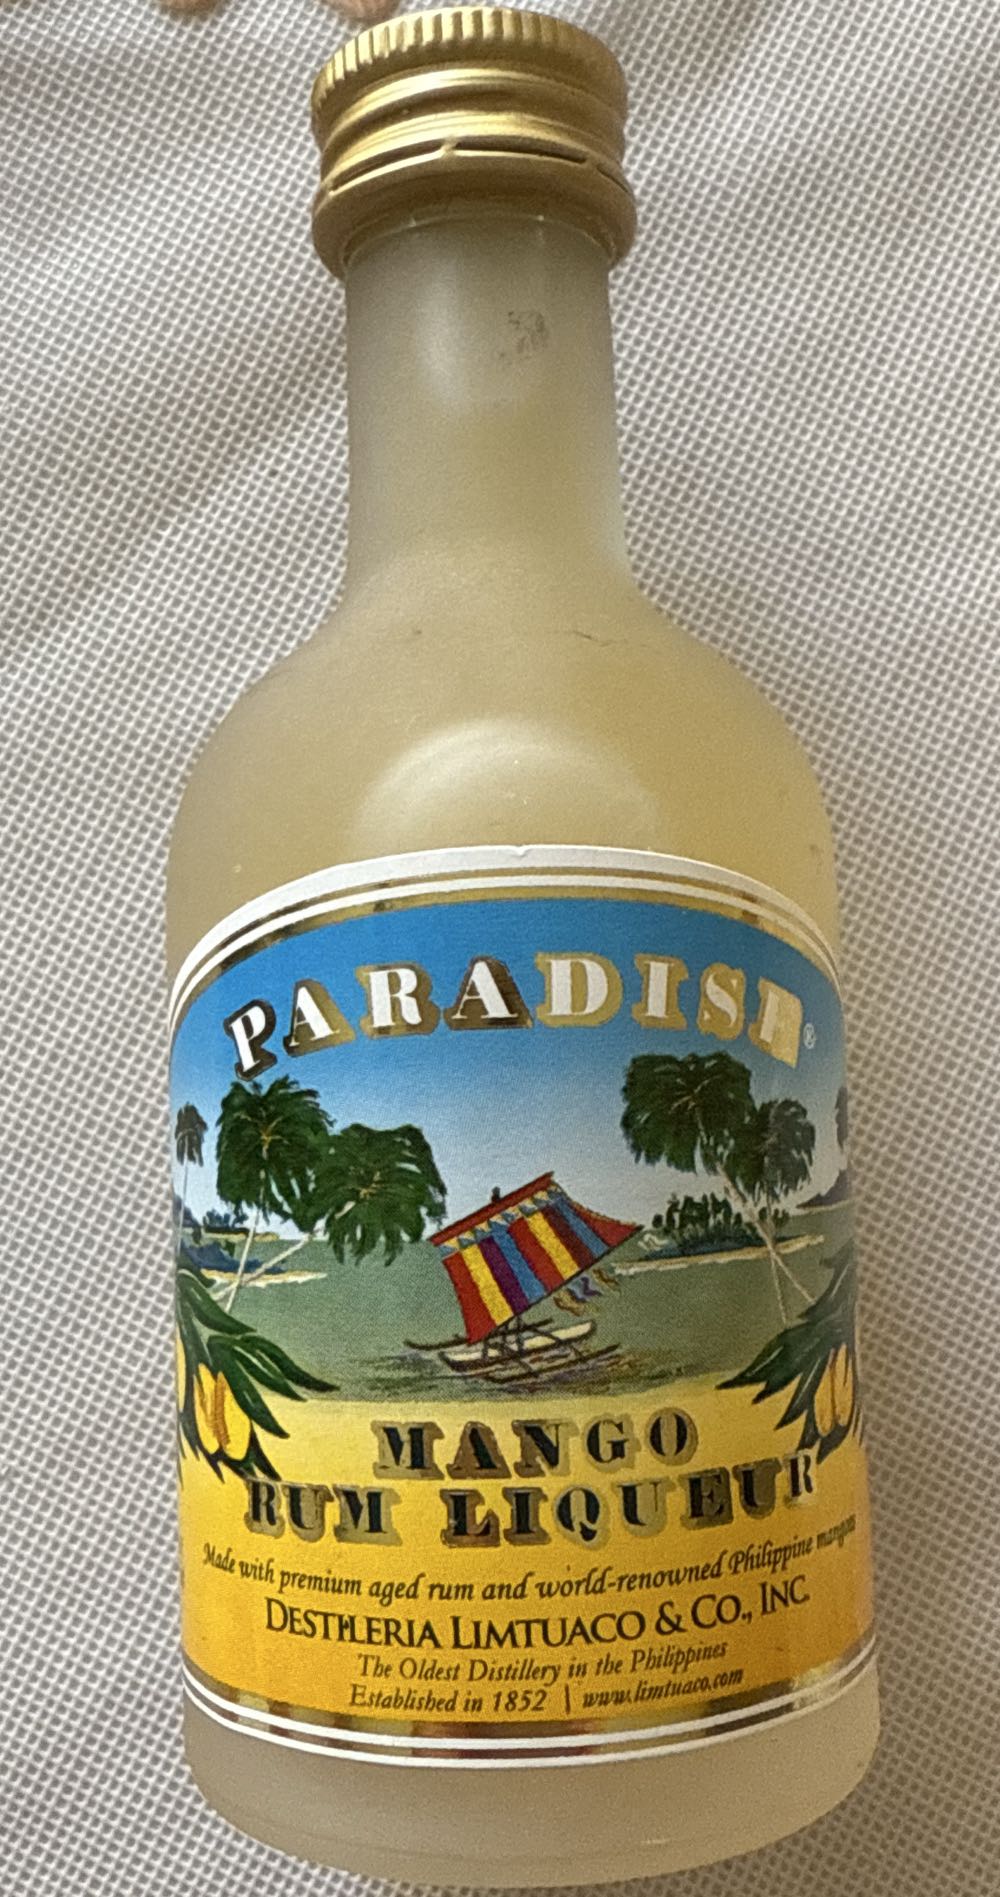 PARADISE®
MANGO
RUM LIQUEUR
Made with premium aged rum and world-renowned Philippine mangoes
DESTILERIA LIMTUACO & CO., INC.
The Oldest Distillery in the Philippines
Established in 1852 | www.limtuaco.com